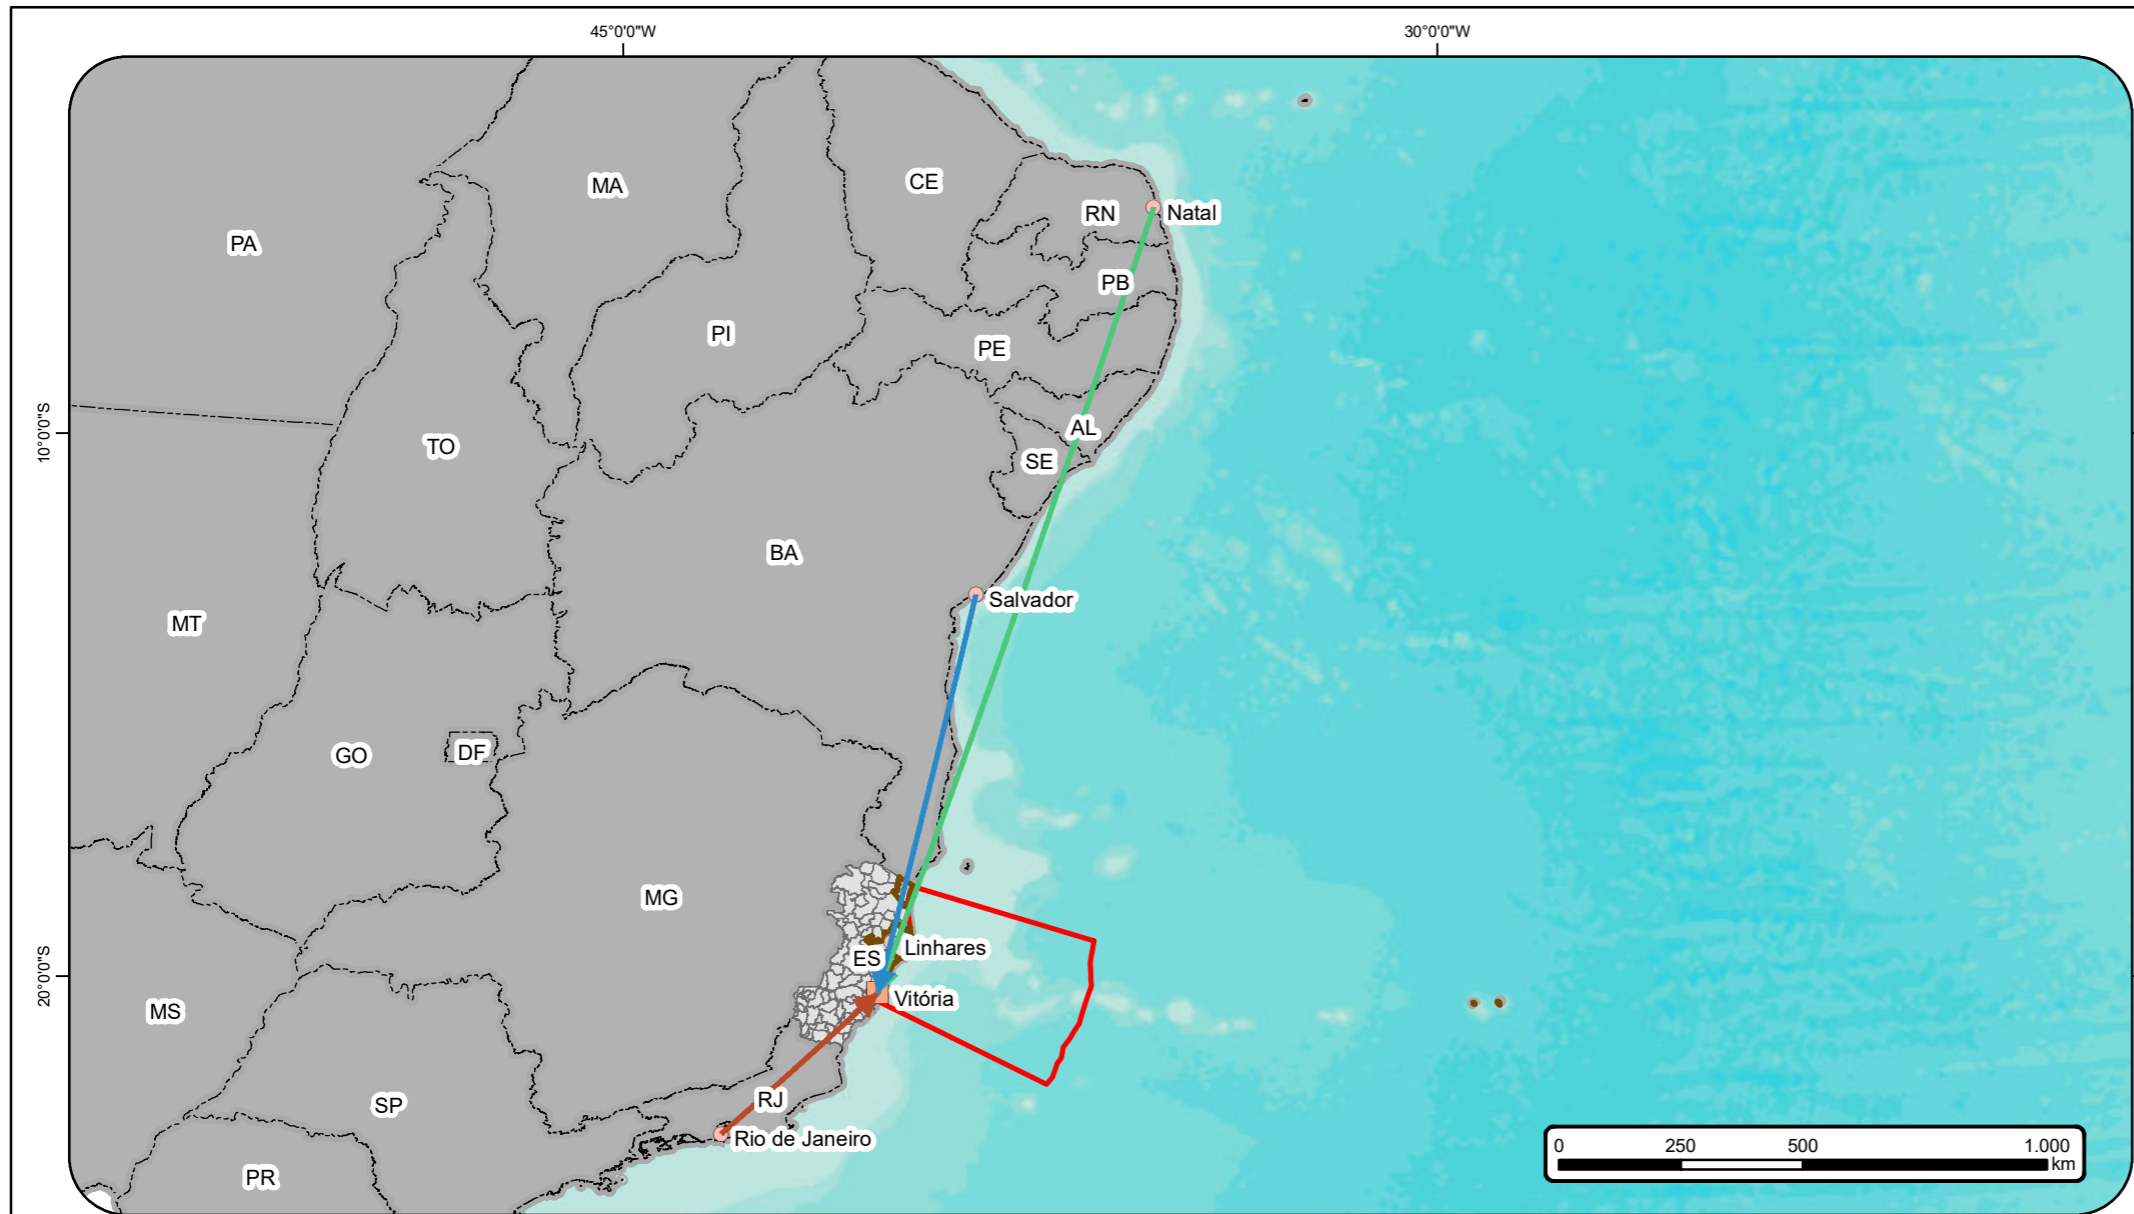 45°0'0"W
30°0'0"W
MA
CE
RN
Natal
PA
PB
PI
PE
10°0'0"S
AL
TO
SE
BA
Salvador
MT
DF
GO
MG
Linhares
ES
20°0'0"S
Vitória
MS
RJ
SP
Rio de Janeiro
0 250 500 1.000
km
PR